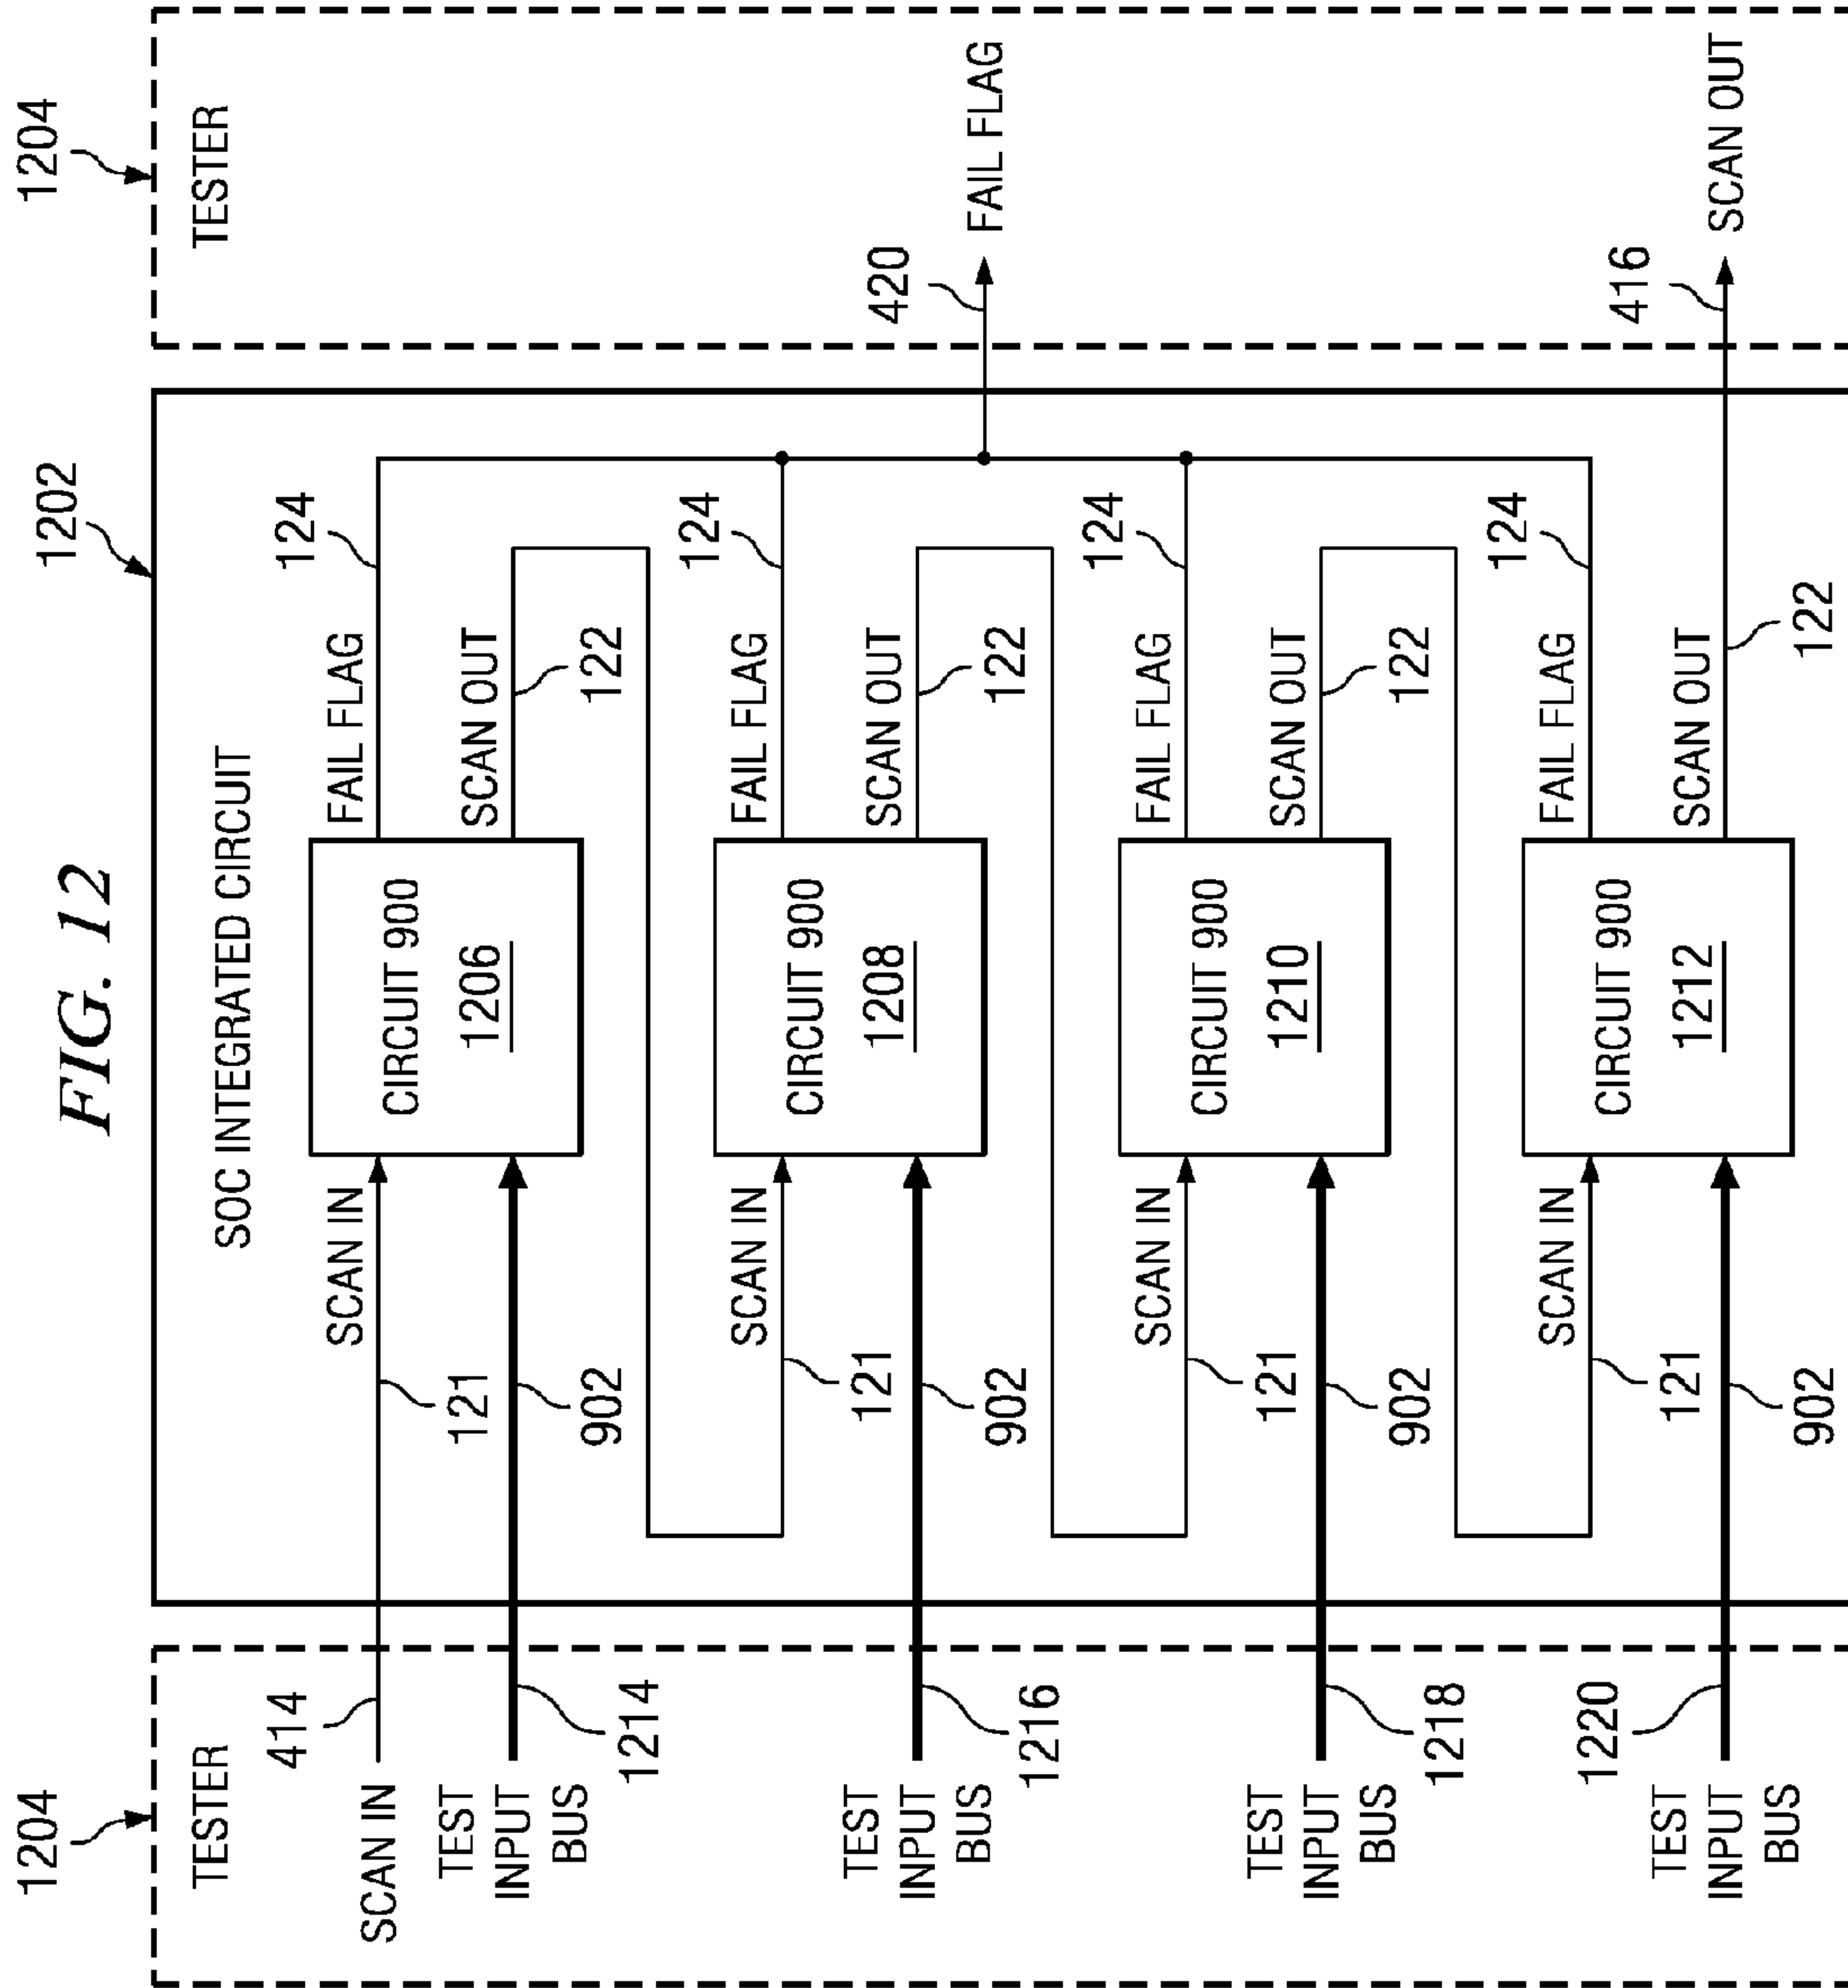 FIG. 12
1204
1202
1204
TESTER
SOC INTEGRATED CIRCUIT
TESTER
414
SCAN IN
121
SCAN IN
CIRCUIT 900
1206
FAIL FLAG
124
TEST
INPUT
BUS
1214
902
SCAN OUT
122
SCAN IN
121
CIRCUIT 900
1208
FAIL FLAG
124
TEST
INPUT
BUS
1216
902
SCAN OUT
122
420
FAIL FLAG
SCAN IN
121
CIRCUIT 900
1210
FAIL FLAG
124
TEST
INPUT
BUS
1218
902
SCAN OUT
122
SCAN IN
121
CIRCUIT 900
1212
FAIL FLAG
124
TEST
INPUT
BUS
1220
902
SCAN OUT
122
416
SCAN OUT